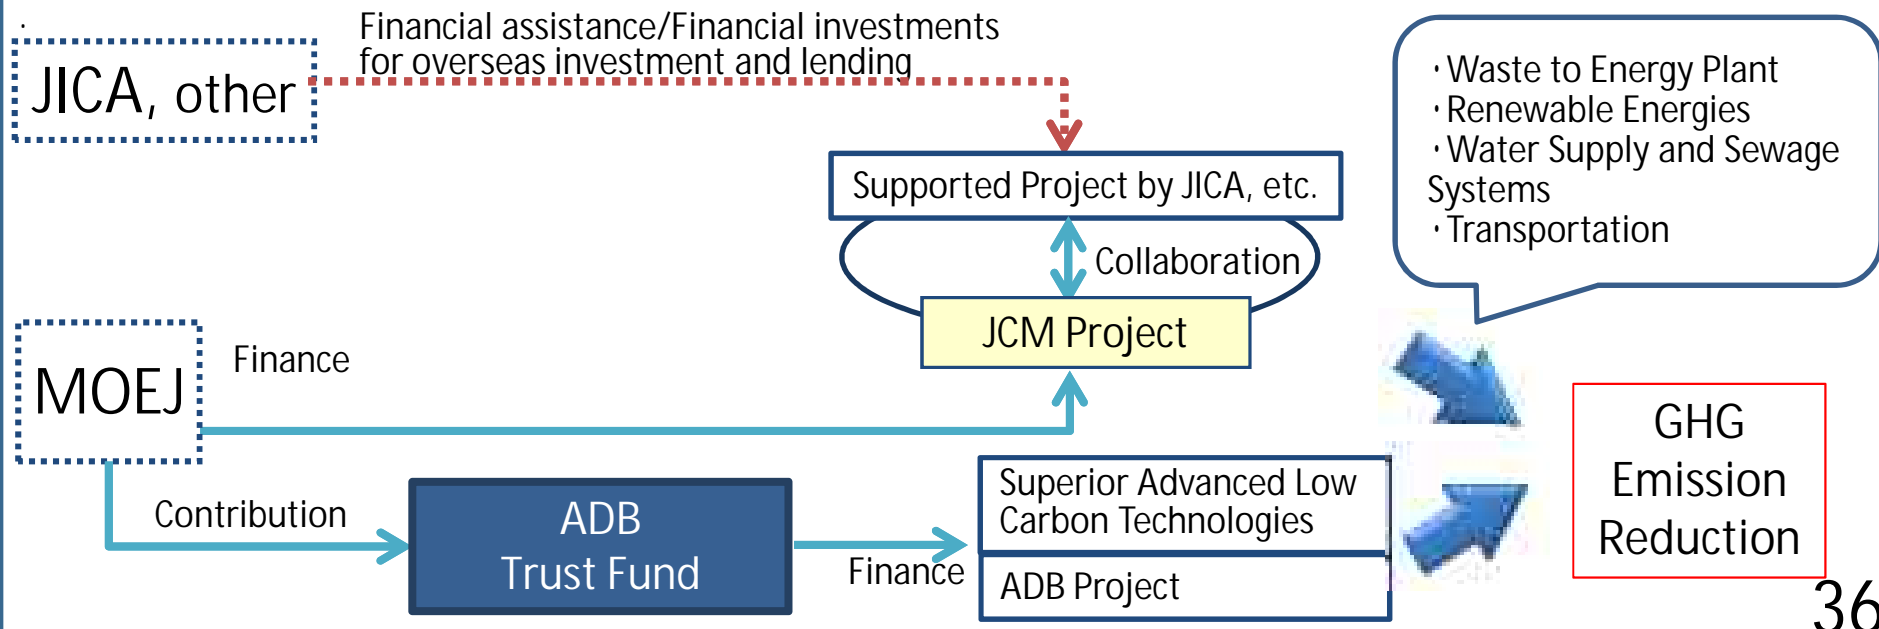 Financial assistance/Financial investments
for overseas investment and lending
JICA, other
・Waste to Energy Plant
・Renewable Energies
・Water Supply and Sewage
Systems
・Transportation
Supported Project by JICA, etc.
Collaboration
JCM Project
Finance
MOEJ
Contribution
ADB
Trust Fund
Finance
Superior Advanced Low
Carbon Technologies
ADB Project
GHG
Emission
Reduction
36